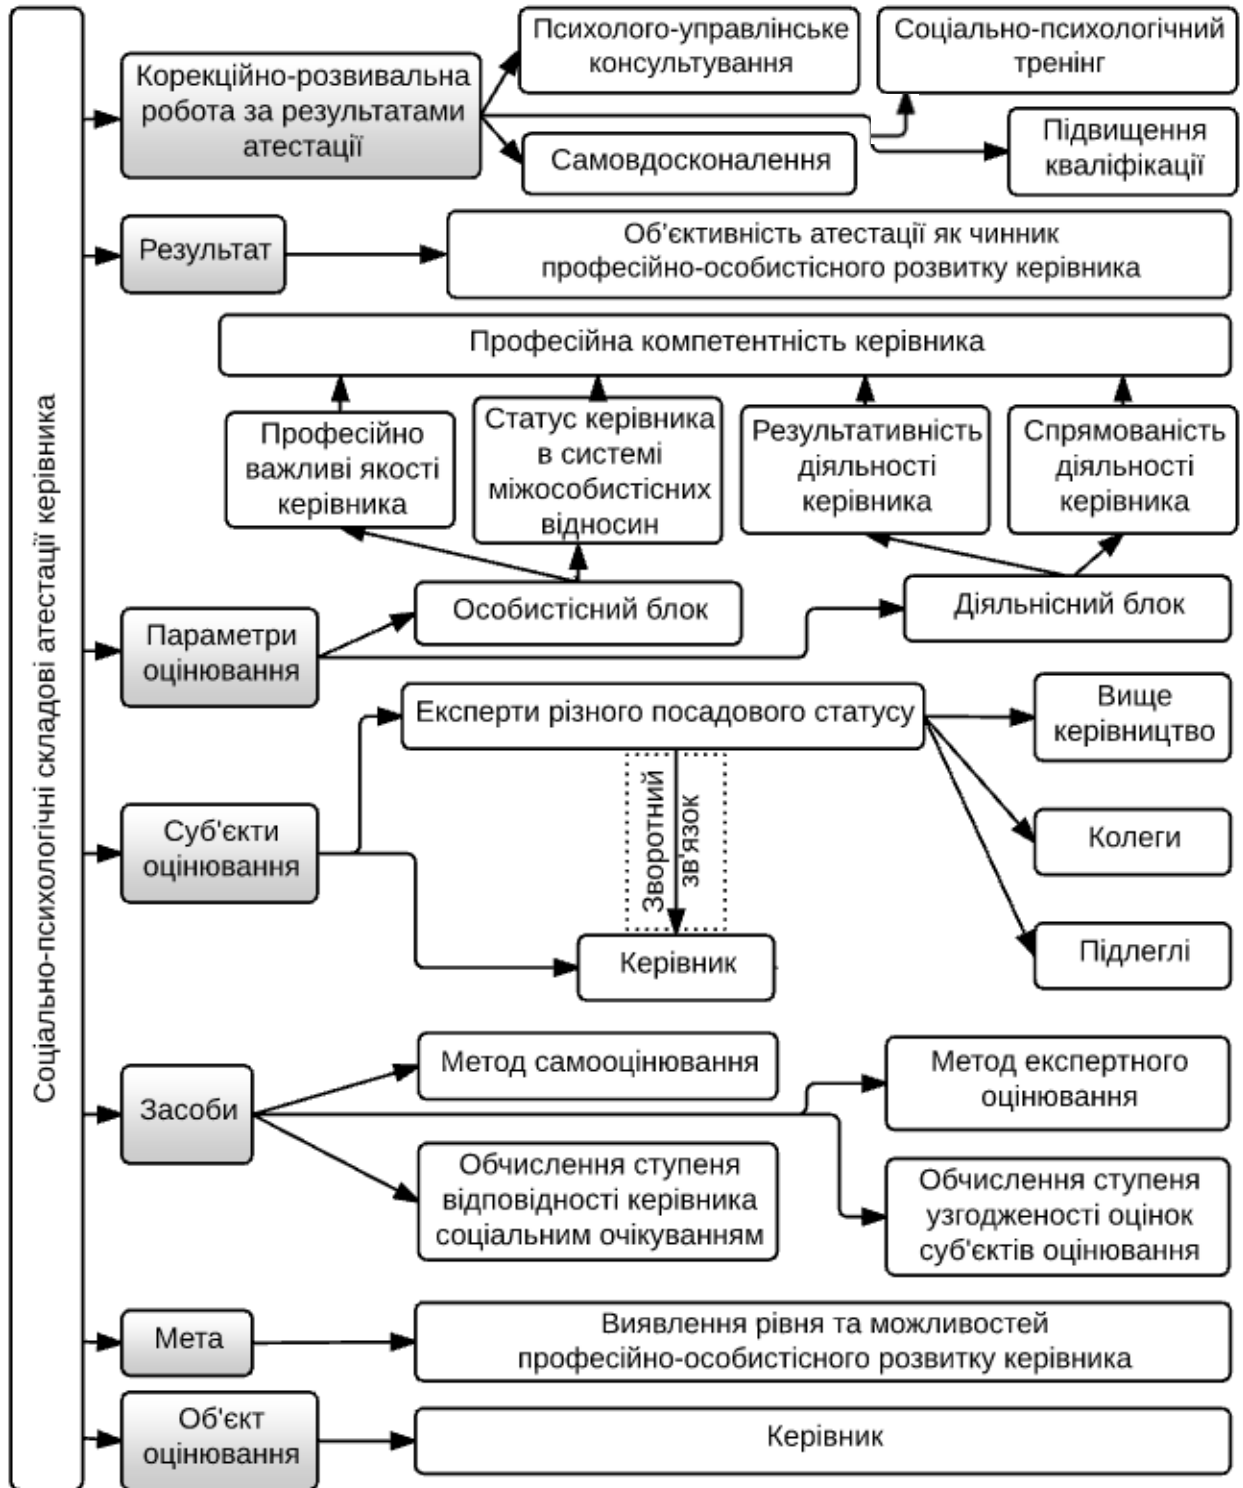 Соціально-психологічні складові атестації керівника
Корекційно-розвивальна
робота за результатами
атестації
Психолого-управлінське
консультування
Соціально-психологічний
тренінг
Самовдосконалення
Підвищення
кваліфікації
Результат
Об'єктивність атестації як чинник
професійно-особистісного розвитку керівника
Професійна компетентність керівника
Професійно
важливі якості
керівника
Статус керівника
в системі
міжособистісних
відносин
Результативність
діяльності
керівника
Спрямованість
діяльності
керівника
Параметри
оцінювання
Особистісний блок
Діяльнісний блок
Суб'єкти
оцінювання
Експерти різного посадового статусу
Вище
керівництво
Зворотний
зв'язок
Колеги
Підлеглі
Керівник
Засоби
Метод самооцінювання
Метод експертного
оцінювання
Обчислення ступеня
відповідності керівника
соціальним очікуванням
Обчислення ступеня
узгодженості оцінок
суб'єктів оцінювання
Мета
Виявлення рівня та можливостей
професійно-особистісного розвитку керівника
Об'єкт
оцінювання
Керівник